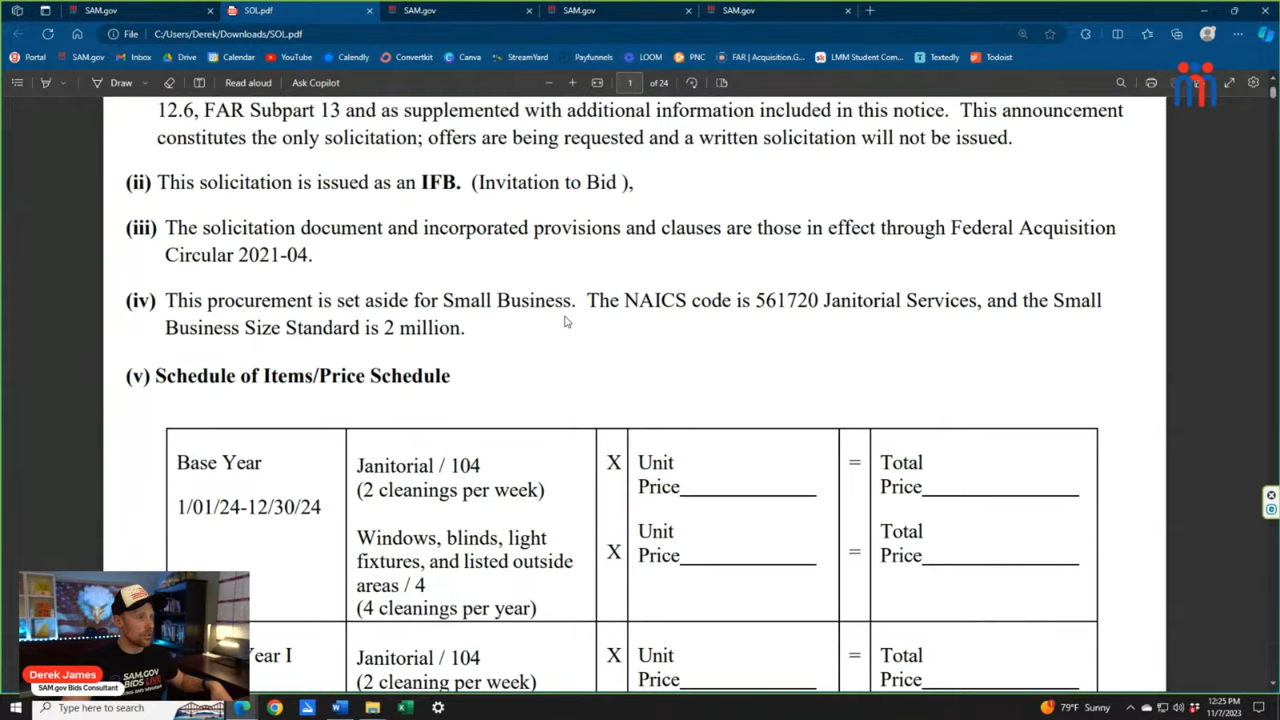 SAM.gov
SOL.pdf
SAM.gov
SAM.gov
SAM.gov
File
C:/Users/Derek/Downloads/SOL.pdf
Portal
SAM.gov
Inbox
Drive
Calendar
YouTube
Calendly
Convertkit
Canva
StreamYard
Payfunnels
LOOM
PNC
FAR | Acquisition.G...
LMM Student Com...
Textedly
Todoist
Draw
Read aloud
Ask Copilot
1
of 24
12.6, FAR Subpart 13 and as supplemented with additional information included in this notice. This announcement
constitutes the only solicitation; offers are being requested and a written solicitation will not be issued.
(ii) This solicitation is issued as an IFB. (Invitation to Bid ),
(iii) The solicitation document and incorporated provisions and clauses are those in effect through Federal Acquisition
Circular 2021-04.
(iv) This procurement is set aside for Small Business. The NAICS code is 561720 Janitorial Services, and the Small
Business Size Standard is 2 million.
(v) Schedule of Items/Price Schedule
Base Year
1/01/24-12/30/24
Janitorial / 104
(2 cleanings per week)
Windows, blinds, light
fixtures, and listed outside
areas / 4
(4 cleanings per year)
X
X
Unit
Price
Unit
Price
=
=
Total
Price
Total
Price
Year I
Janitorial / 104
(2 cleaning per week)
X
Unit
Price
=
Total
Price
SAM.GOV
BIDS LIVE
Derek James
SAM.gov Bids Consultant
Type here to search
79°F Sunny
12:25 PM
11/7/2023